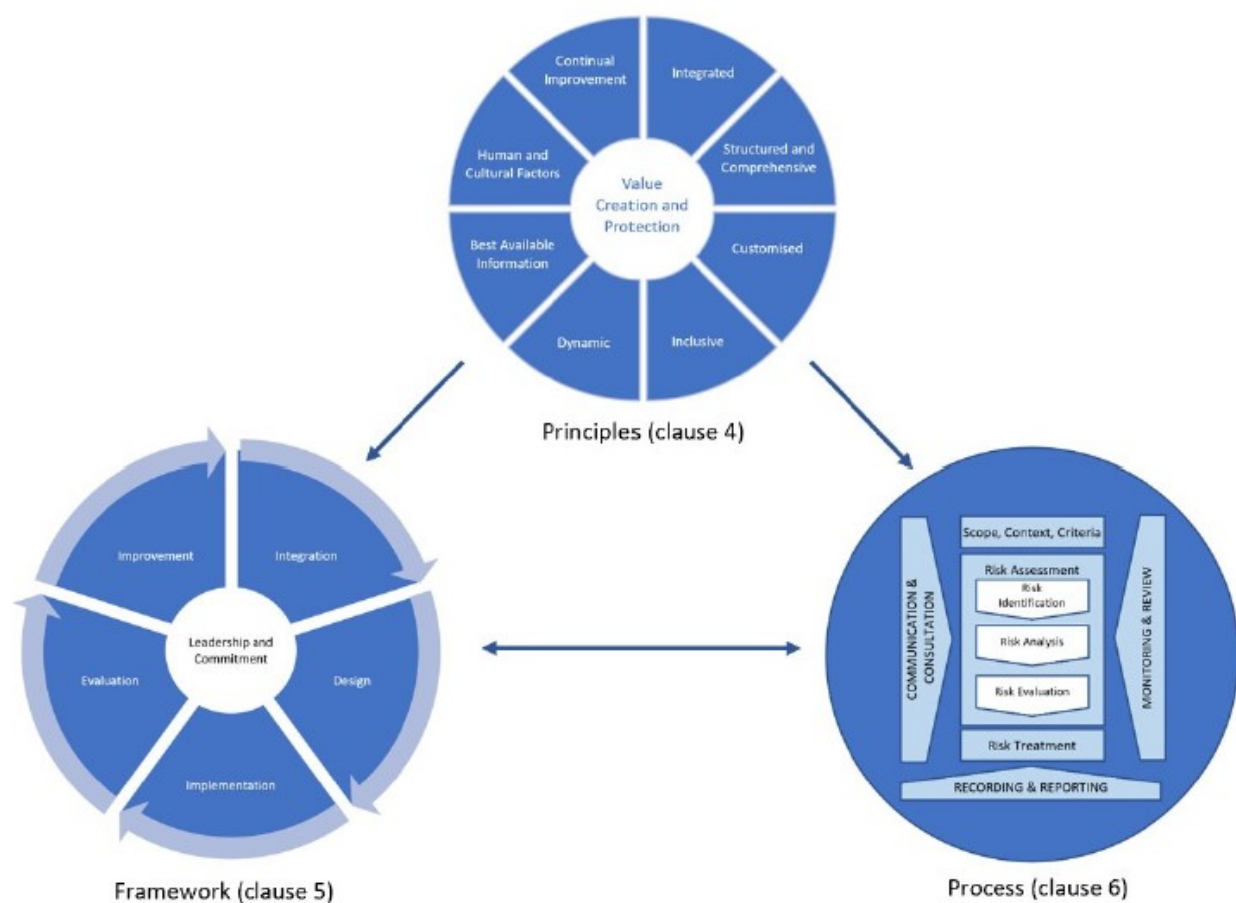 Continual
Improvement
Integrated
Human and
Cultural Factors
Structured and
Comprehensive
Value
Creation and
Protection
Best Available
Information
Customised
Dynamic
Inclusive
Principles (clause 4)
Improvement
Integration
Leadership and
Commitment
Evaluation
Design
Implementation
Framework (clause 5)
Scope, Context, Criteria
Risk Assessment
Risk
Identification
Risk Analysis
Risk Evaluation
Risk Treatment
COMMUNICATION &
CONSULTATION
MONITORING & REVIEW
RECORDING & REPORTING
Process (clause 6)